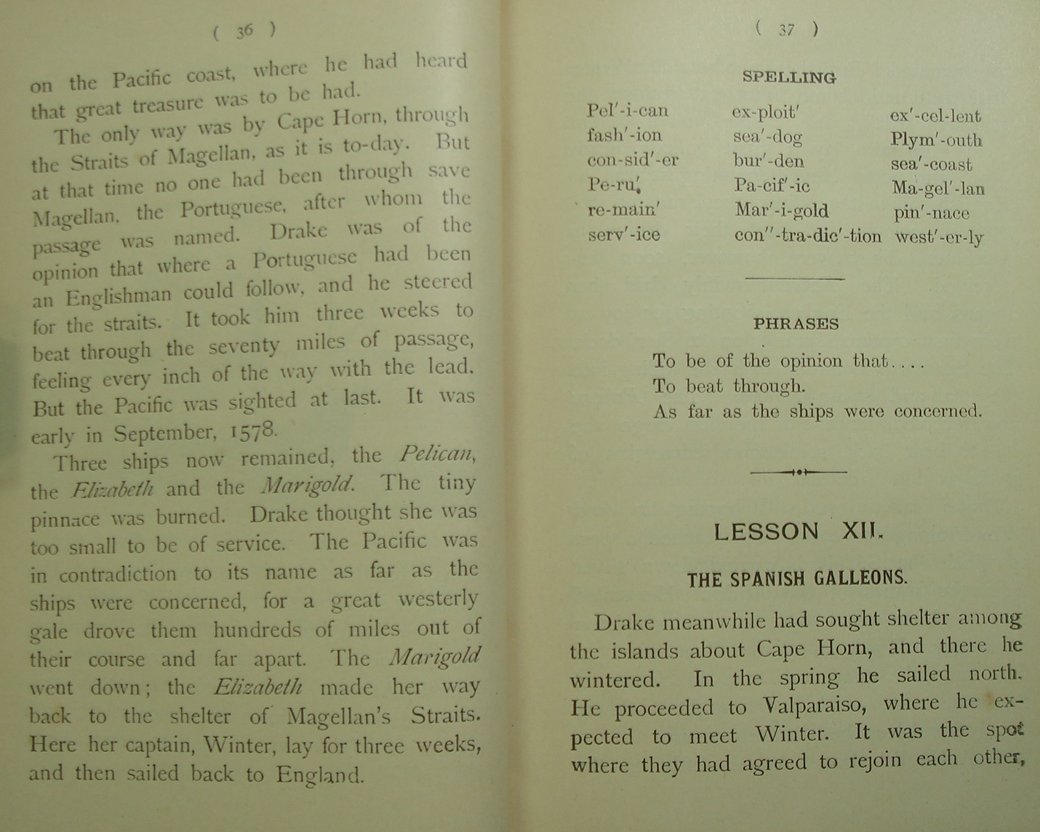 ( 36 )
on the Pacific coast, where he had heard
that great treasure was to be had.
The only way was by Cape Horn, through
the Straits of Magellan, as it is to-day. But
at that time no one had been through save
Magellan, the Portuguese, after whom the
passage was named. Drake was of the
opinion that where a Portuguese had been
an Englishman could follow, and he steered
for the straits. It took him three weeks to
beat through the seventy miles of passage,
feeling every inch of the way with the lead.
But the Pacific was sighted at last. It was
early in September, 1578.
Three ships now remained, the Pelican,
the Elizabeth and the Marigold. The tiny
pinnace was burned. Drake thought she was
too small to be of service. The Pacific was
in contradiction to its name as far as the
ships were concerned, for a great westerly
gale drove them hundreds of miles out of
their course and far apart. The Marigold
went down; the Elizabeth made her way
back to the shelter of Magellan's Straits.
Here her captain, Winter, lay for three weeks,
and then sailed back to England.
( 37 )
SPELLING
Pel'-i-can ex-ploit' ex'-cel-lent
fash'-ion sea'-dog Plym'-outh
con-sid'-er bur'-den sea'-coast
Pe-ru' Pa-cif'-ic Ma-gel'-lan
re-main' Mar'-i-gold pin'-nace
serv'-ice con''-tra-dic'-tion west'-er-ly
PHRASES
To be of the opinion that....
To beat through.
As far as the ships were concerned.
LESSON XII.
THE SPANISH GALLEONS.
Drake meanwhile had sought shelter among
the islands about Cape Horn, and there he
wintered. In the spring he sailed north.
He proceeded to Valparaiso, where he ex-
pected to meet Winter. It was the spot
where they had agreed to rejoin each other,